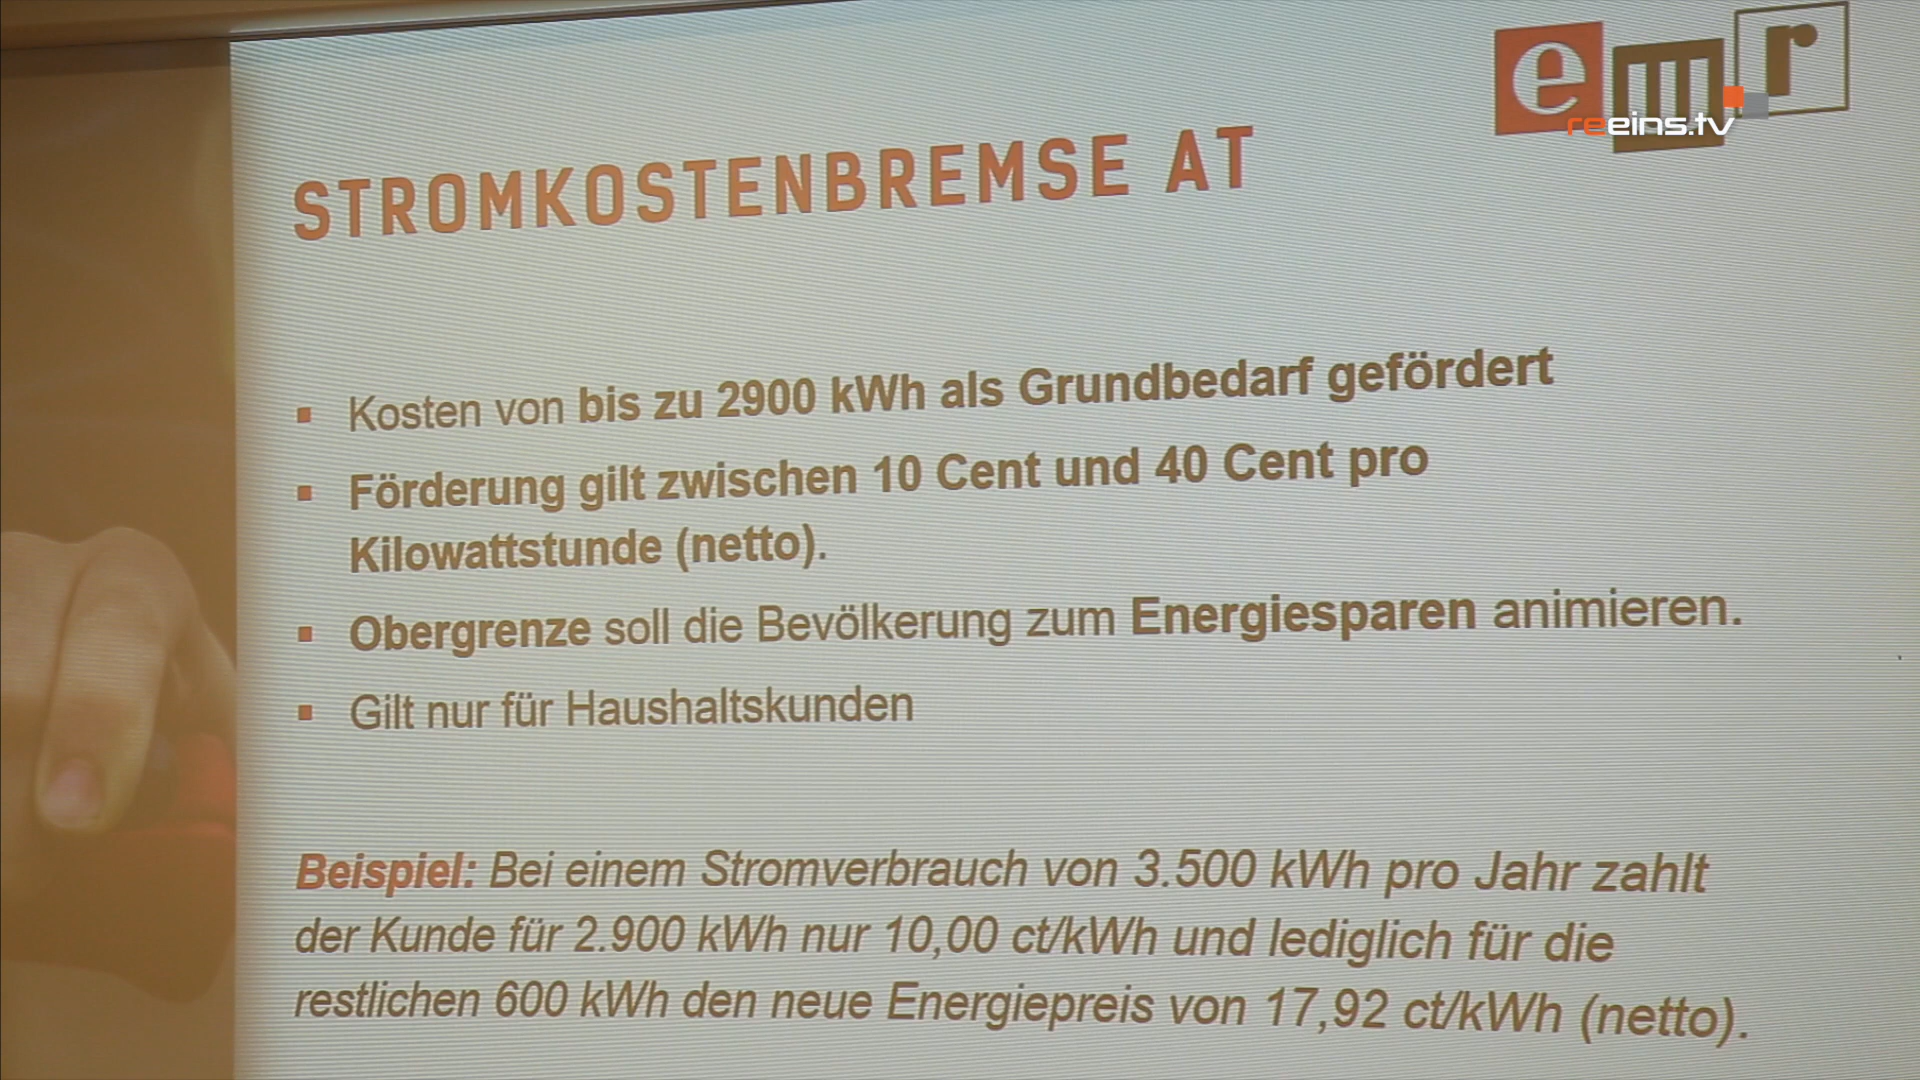 emr
reeins.tv
STROMKOSTENBREMSE AT
▪ Kosten von bis zu 2900 kWh als Grundbedarf gefördert
▪ Förderung gilt zwischen 10 Cent und 40 Cent pro
Kilowattstunde (netto).
▪ Obergrenze soll die Bevölkerung zum Energiesparen animieren.
▪ Gilt nur für Haushaltskunden
Beispiel: Bei einem Stromverbrauch von 3.500 kWh pro Jahr zahlt
der Kunde für 2.900 kWh nur 10,00 ct/kWh und lediglich für die
restlichen 600 kWh den neue Energiepreis von 17,92 ct/kWh (netto).